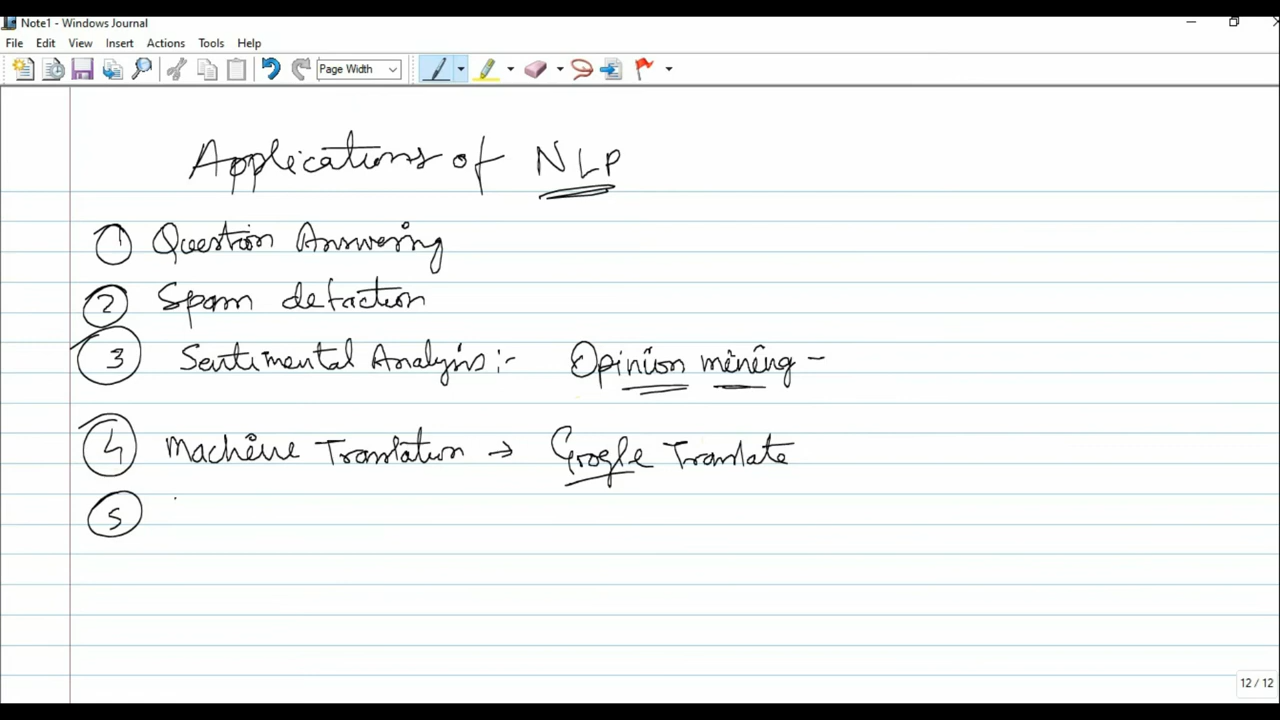 Note1 - Windows Journal
File Edit View Insert Actions Tools Help
Page Width
Applications of NLP
1 Question Answering
2 Spam detection
3 Sentimental Analysis :- Opinion mining -
4 Machine Translation → Google Translate
5
12 / 12